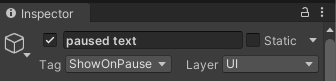 Inspector
paused text Static
Tag ShowOnPause Layer UI